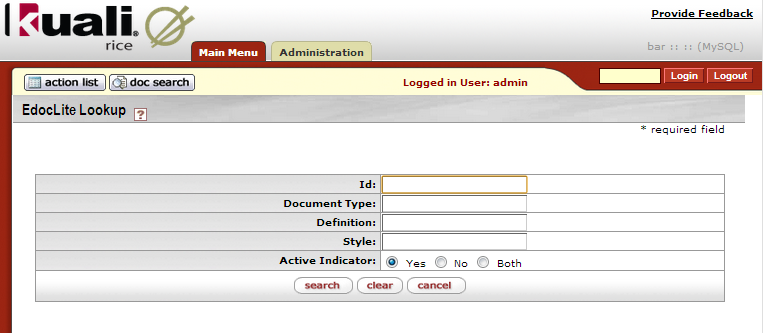 Kuali®
rice
Provide Feedback
Main Menu Administration
bar :: :: (MySQL)
action list doc search Logged in User: admin Login Logout
EdocLite Lookup ?
* required field
Id:
Document Type:
Definition:
Style:
Active Indicator: Yes No Both
search clear cancel